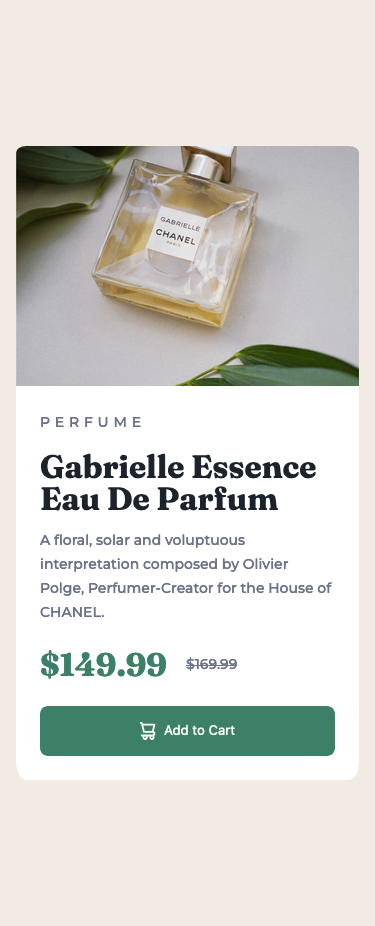 GABRIELLE
CHANEL
PARIS
PERFUME
Gabrielle Essence
Eau De Parfum
A floral, solar and voluptuous
interpretation composed by Olivier
Polge, Perfumer-Creator for the House of
CHANEL.
$149.99 $169.99
Add to Cart